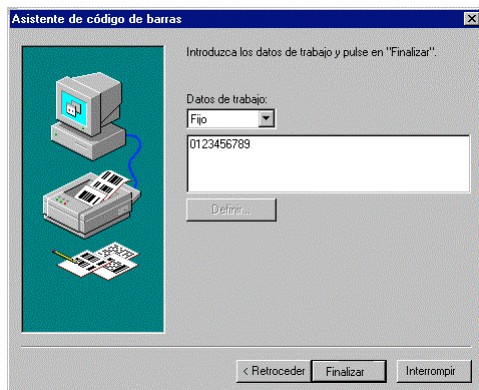 Asistente de código de barras
Introduzca los datos de trabajo y pulse en "Finalizar".
Datos de trabajo:
Fijo
0123456789
Definir...
< Retroceder
Finalizar
Interrompir